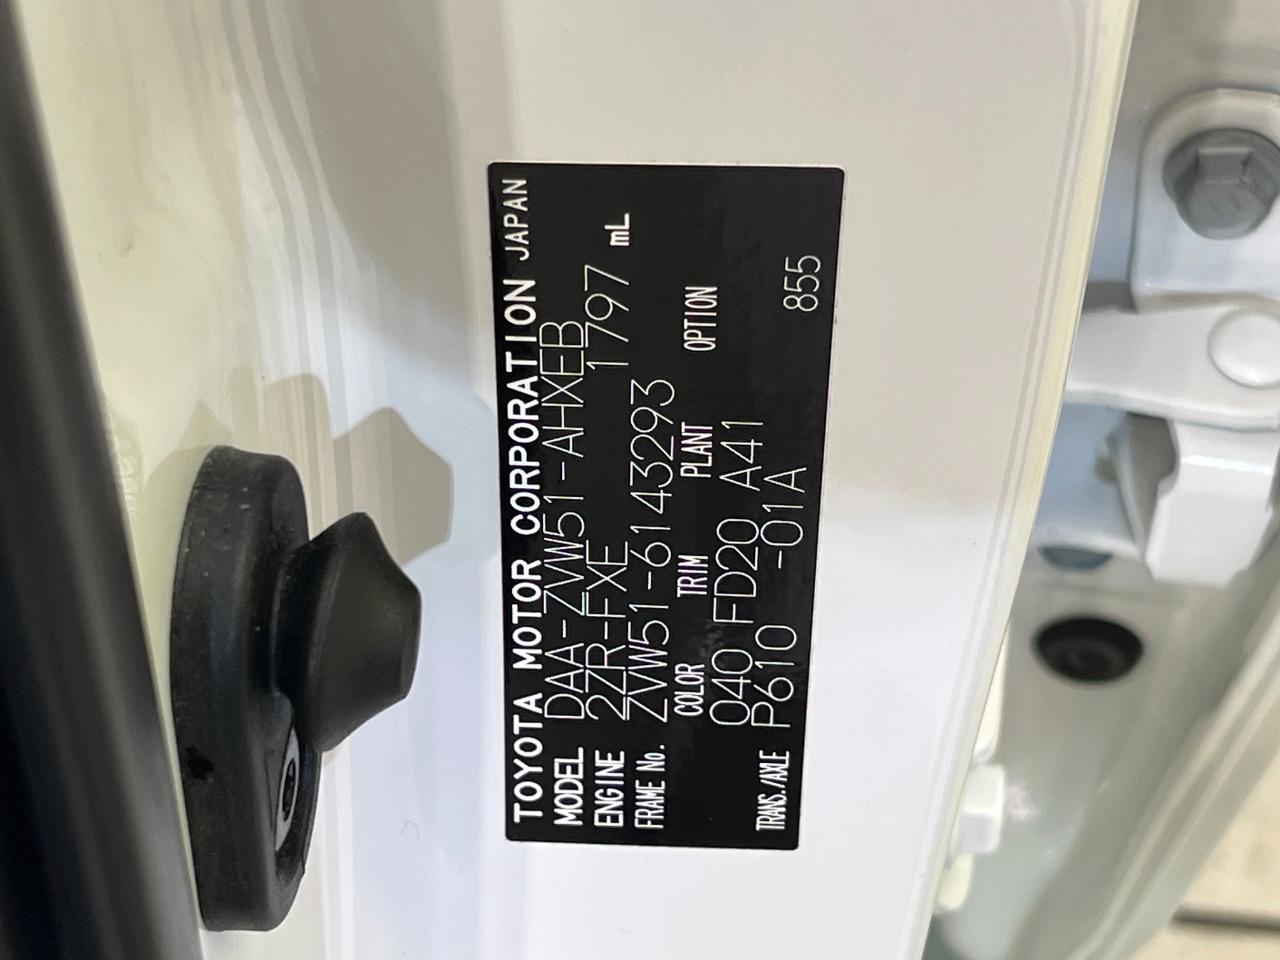 TOYOTA MOTOR CORPORATION JAPAN
MODEL DAA-ZVW51-AHXEB
ENGINE 2ZR-FXE 1797 mL
FRAME No. ZVW51-6143293
COLOR TRIM PLANT OPTION
040 FD20 A41
TRANS./AXLE P610 -01A
855